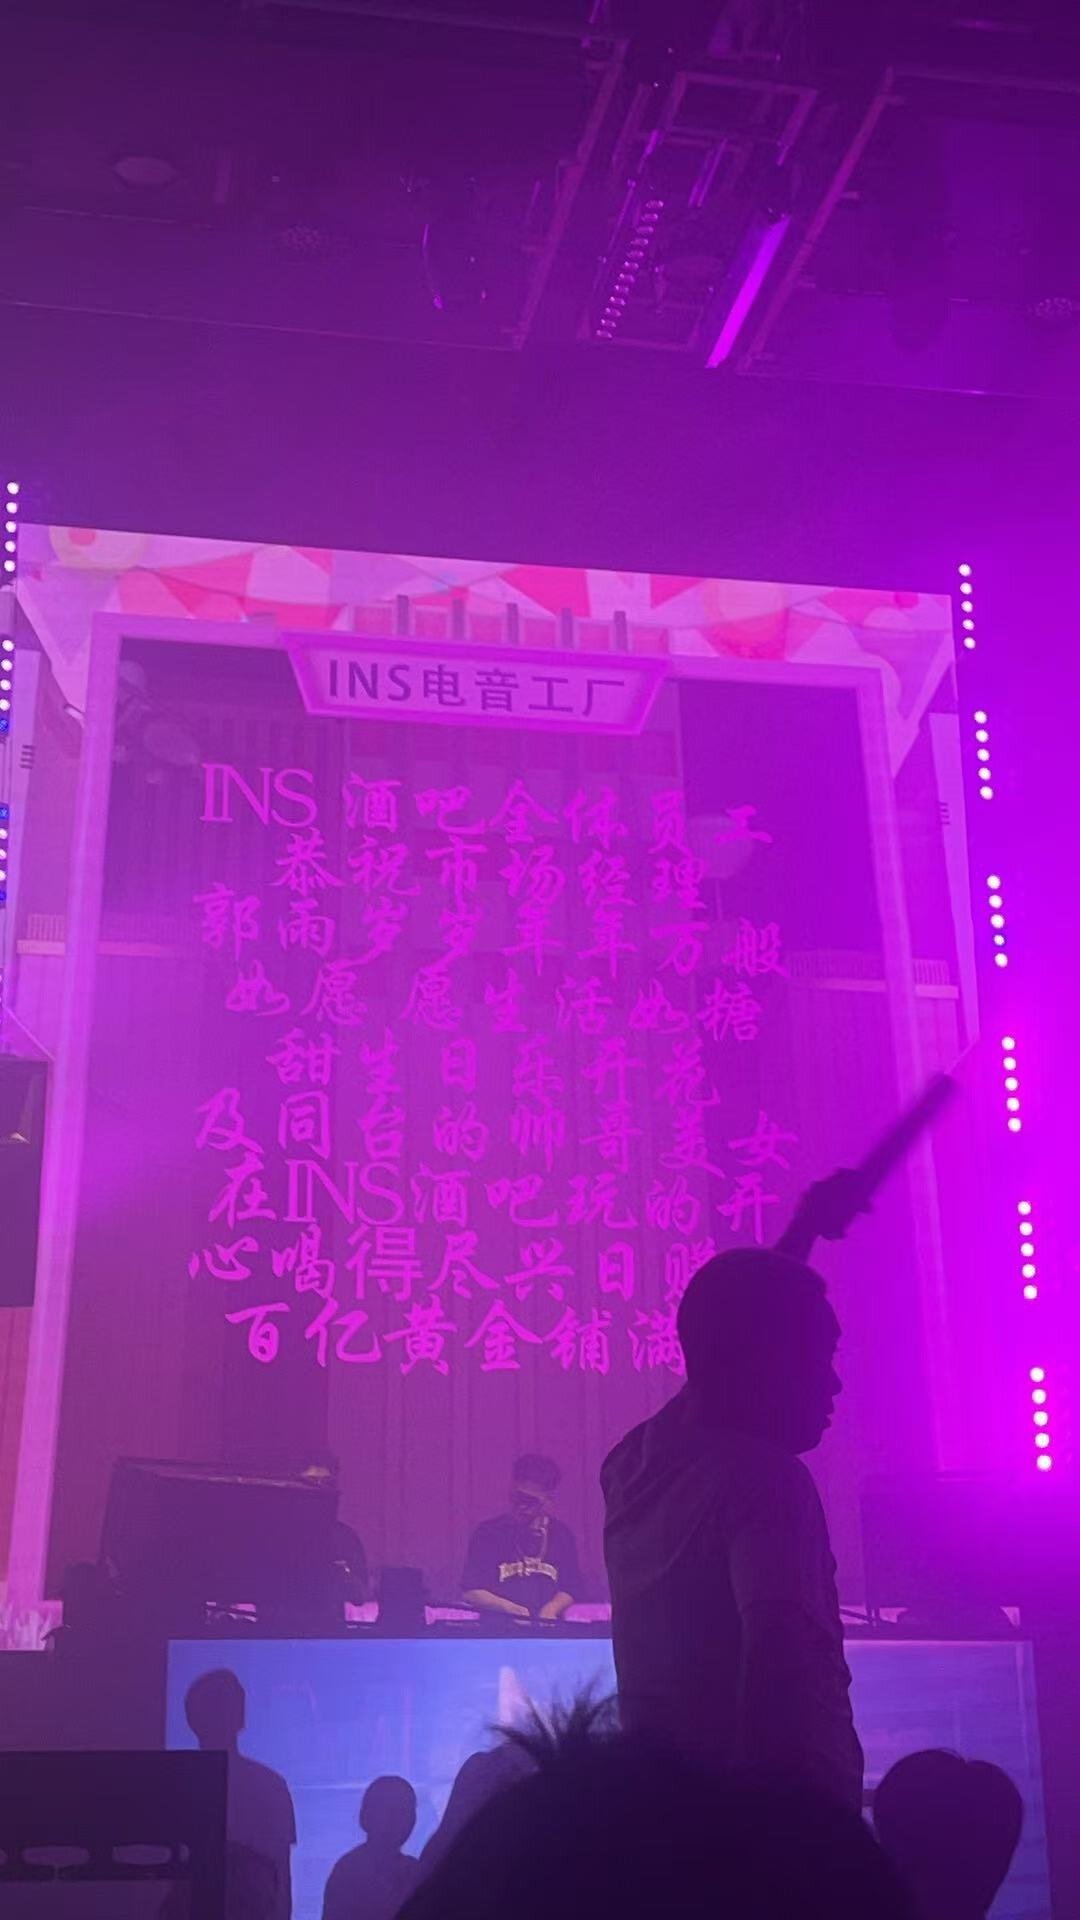 INS电音工厂
INS 酒吧全体员工
恭祝市场经理
郭雨岁岁年年万般
如愿 愿生活如糖
甜生日乐开花
及同台的帅哥美女
在INS酒吧玩的开
心喝得尽兴日赚
百亿黄金铺满